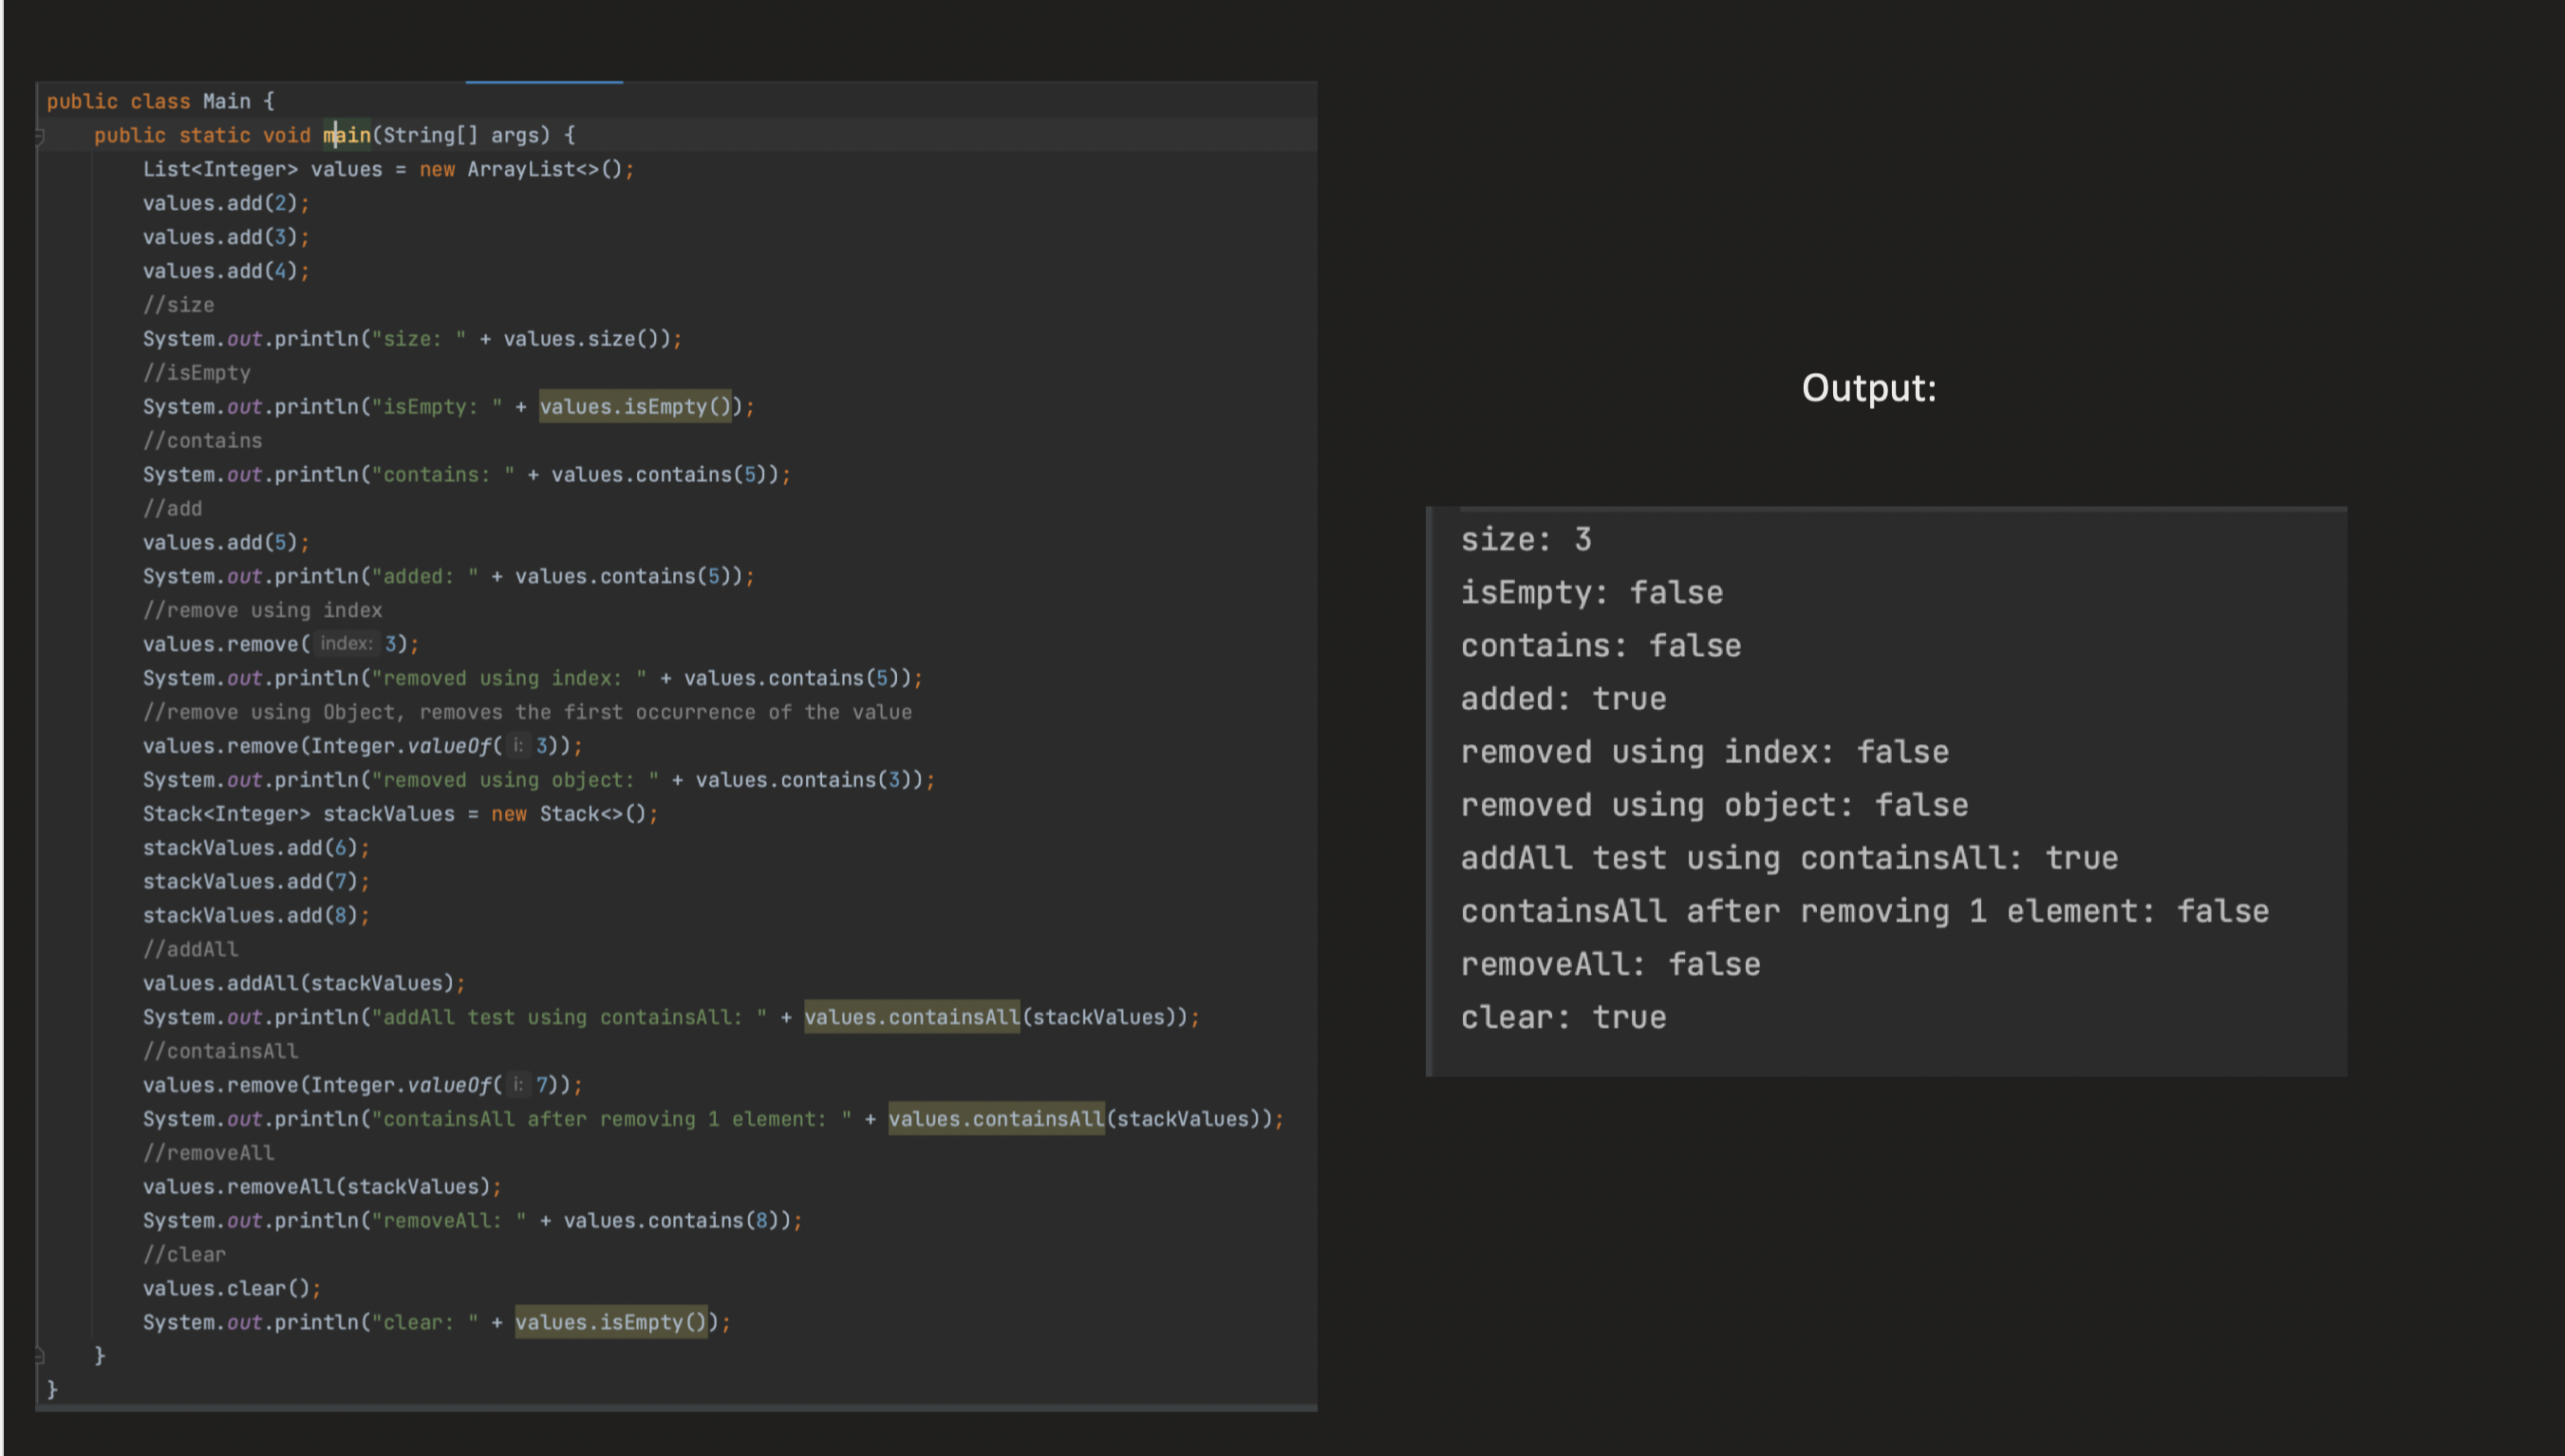 public class Main {
public static void main(String[] args) {
List<Integer> values = new ArrayList<>();
values.add(2);
values.add(3);
values.add(4);
//size
System.out.println("size: " + values.size());
//isEmpty
System.out.println("isEmpty: " + values.isEmpty());
//contains
System.out.println("contains: " + values.contains(5));
//add
values.add(5);
System.out.println("added: " + values.contains(5));
//remove using index
values.remove( index: 3);
System.out.println("removed using index: " + values.contains(5));
//remove using Object, removes the first occurrence of the value
values.remove(Integer.valueOf( i: 3));
System.out.println("removed using object: " + values.contains(3));
Stack<Integer> stackValues = new Stack<>();
stackValues.add(6);
stackValues.add(7);
stackValues.add(8);
//addAll
values.addAll(stackValues);
System.out.println("addAll test using containsAll: " + values.containsAll(stackValues));
//containsAll
values.remove(Integer.valueOf( i: 7));
System.out.println("containsAll after removing 1 element: " + values.containsAll(stackValues));
//removeAll
values.removeAll(stackValues);
System.out.println("removeAll: " + values.contains(8));
//clear
values.clear();
System.out.println("clear: " + values.isEmpty());
}
}
Output:
size: 3
isEmpty: false
contains: false
added: true
removed using index: false
removed using object: false
addAll test using containsAll: true
containsAll after removing 1 element: false
removeAll: false
clear: true